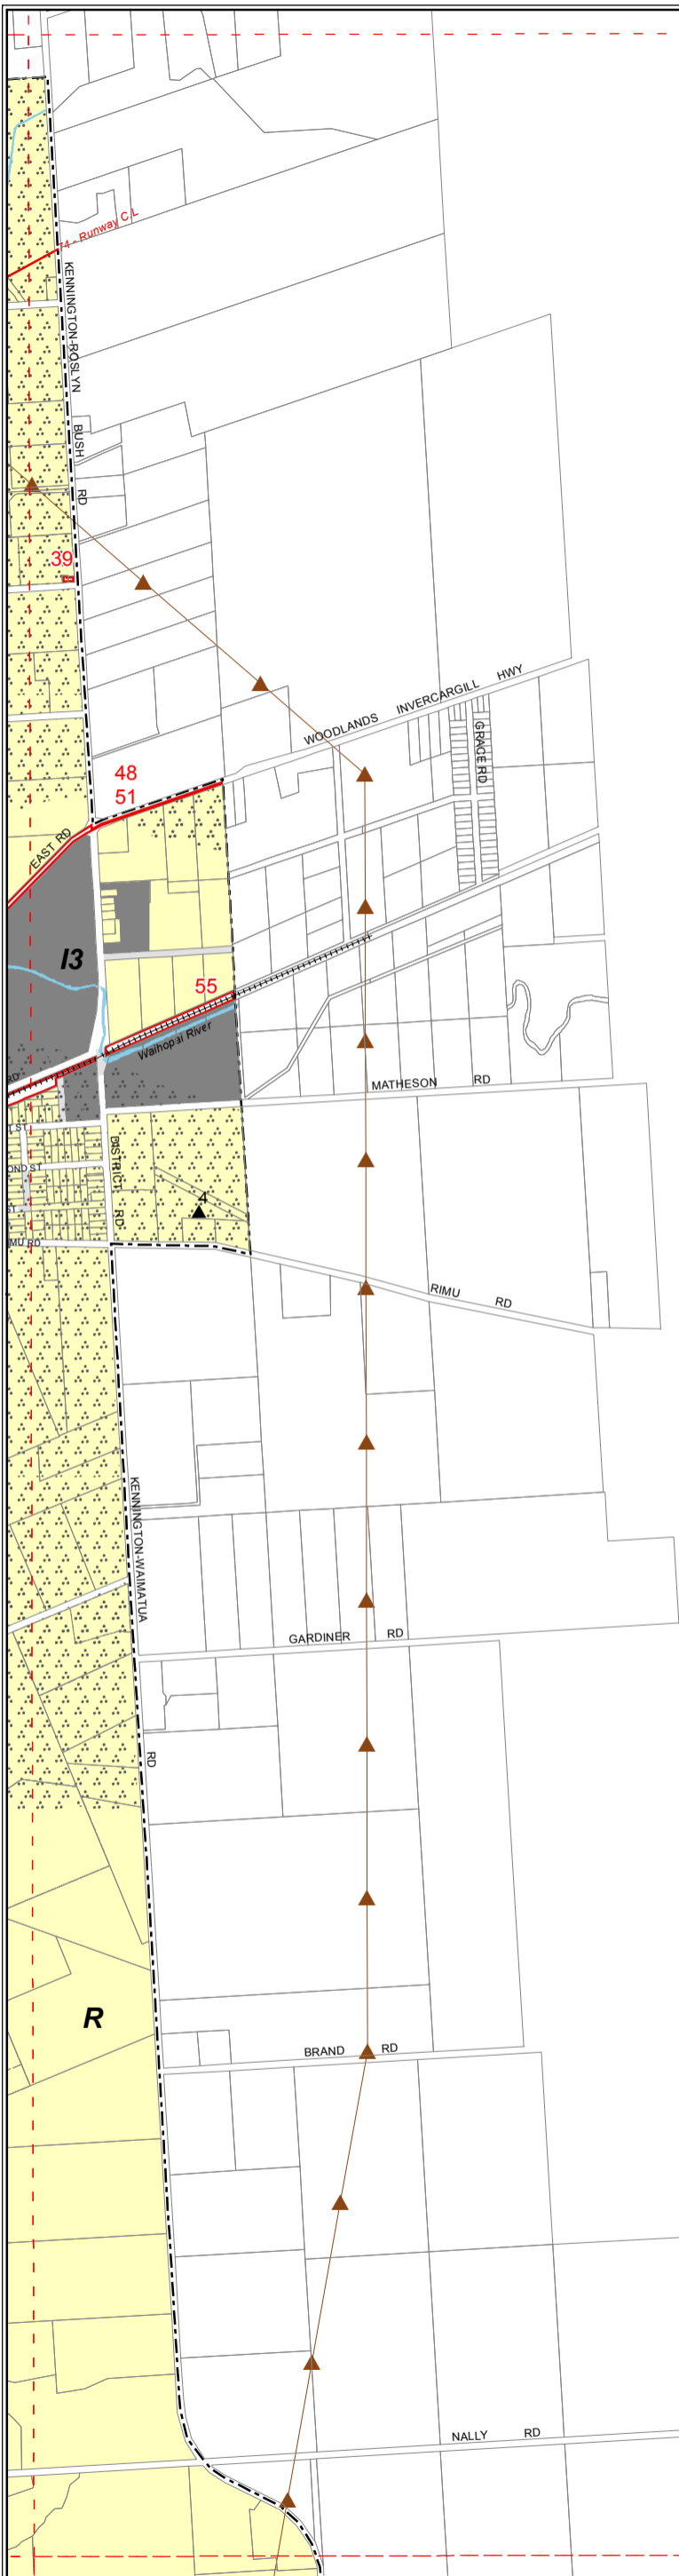 74 - Runway C L
KENNINGTON-ROSLYN
BUSH
RD
39
WOODLANDS INVERCARGILL HWY
GRACE RD
48
51
EAST RD
I3
55
Waihopai River
RD
MATHESON RD
ST
OND ST
DISTRICT
RD
4
ST
MU RD
RIMU RD
KENNINGTON-WAIMATUA
GARDINER RD
RD
R
BRAND RD
NALLY RD